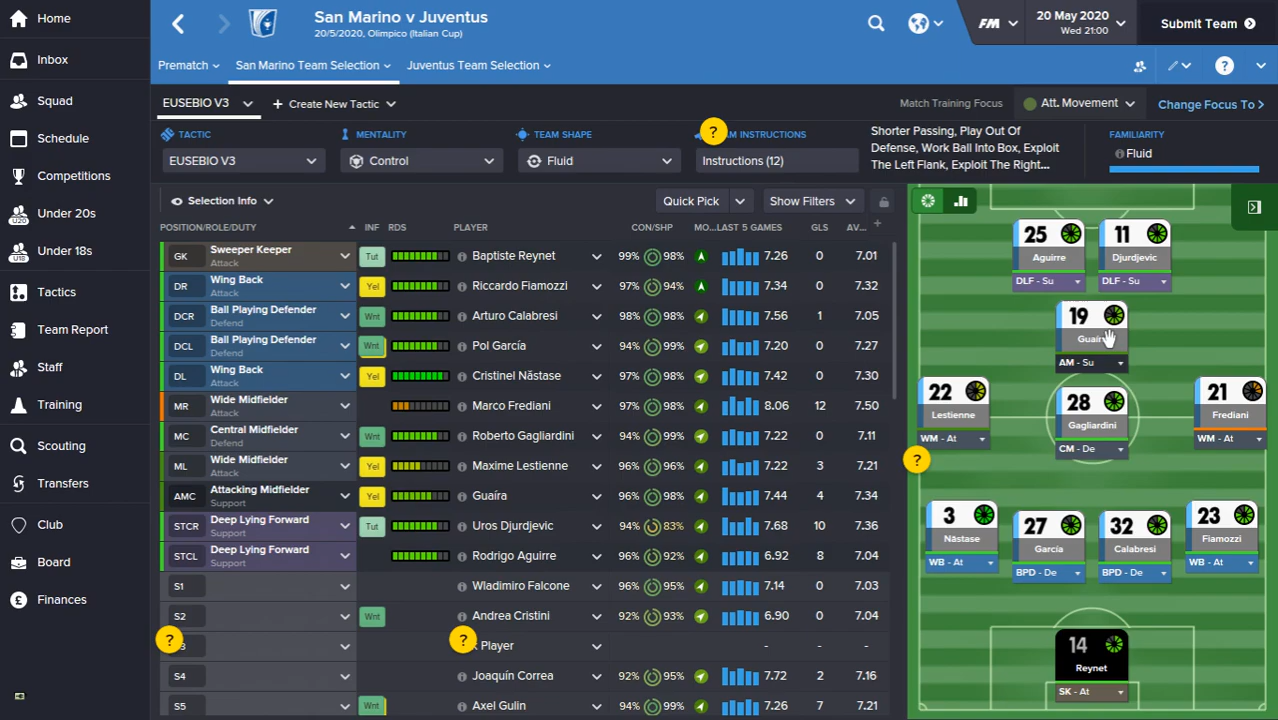 Home
Inbox
Squad
Schedule
Competitions
U20
Under 20s
U18
Under 18s
Tactics
Team Report
Staff
Training
Scouting
Transfers
Club
Board
Finances
San Marino v Juventus
20/5/2020, Olimpico (Italian Cup)
FM
20 May 2020
Wed 21:00
Submit Team
Prematch
San Marino Team Selection
Juventus Team Selection
?
EUSEBIO V3
+ Create New Tactic
Match Training Focus
Att. Movement
Change Focus To >
TACTIC
MENTALITY
TEAM SHAPE
?
AM INSTRUCTIONS
EUSEBIO V3
Control
Fluid
Instructions (12)
Shorter Passing, Play Out Of
Defense, Work Ball Into Box, Exploit
The Left Flank, Exploit The Right...
FAMILIARITY
Fluid
Selection Info
Quick Pick
Show Filters
POSITION/ROLE/DUTY INF RDS PLAYER CON/SHP MO... LAST 5 GAMES GLS AV... +
GK Sweeper Keeper Attack Tut Baptiste Reynet 99% 98% 7.26 0 7.01
DR Wing Back Attack Yel Riccardo Fiamozzi 97% 94% 7.34 0 7.32
DCR Ball Playing Defender Defend Wnt Arturo Calabresi 98% 98% 7.56 1 7.05
DCL Ball Playing Defender Defend Wnt Pol García 94% 99% 7.20 0 7.27
DL Wing Back Attack Yel Cristinel Năstase 97% 98% 7.42 0 7.30
MR Wide Midfielder Attack Marco Frediani 97% 98% 8.06 12 7.50
MC Central Midfielder Defend Wnt Roberto Gagliardini 94% 99% 7.22 0 7.11
ML Wide Midfielder Attack Yel Maxime Lestienne 96% 96% 7.22 3 7.21
AMC Attacking Midfielder Support Yel Guaíra 96% 98% 7.44 4 7.34
STCR Deep Lying Forward Support Tut Uros Djurdjevic 94% 83% 7.68 10 7.36
STCL Deep Lying Forward Support Rodrigo Aguirre 96% 92% 6.92 8 7.04
S1 Wladimiro Falcone 96% 95% 7.14 0 7.03
S2 Wnt Andrea Cristini 92% 93% 6.90 0 7.04
? ? Player - - -
S4 Joaquín Correa 92% 95% 7.72 2 7.16
S5 Wnt Axel Gulin 92% 93% 7.26 7 7.21
25 Aguirre DLF - Su
11 Djurdjevic DLF - Su
19 Guaír AM - Su
22 Lestienne WM - At
28 Gagliardini CM - De
21 Frediani WM - At
?
3 Năstase WB - At
27 García BPD - De
32 Calabresi BPD - De
23 Fiamozzi WB - At
14 Reynet SK - At